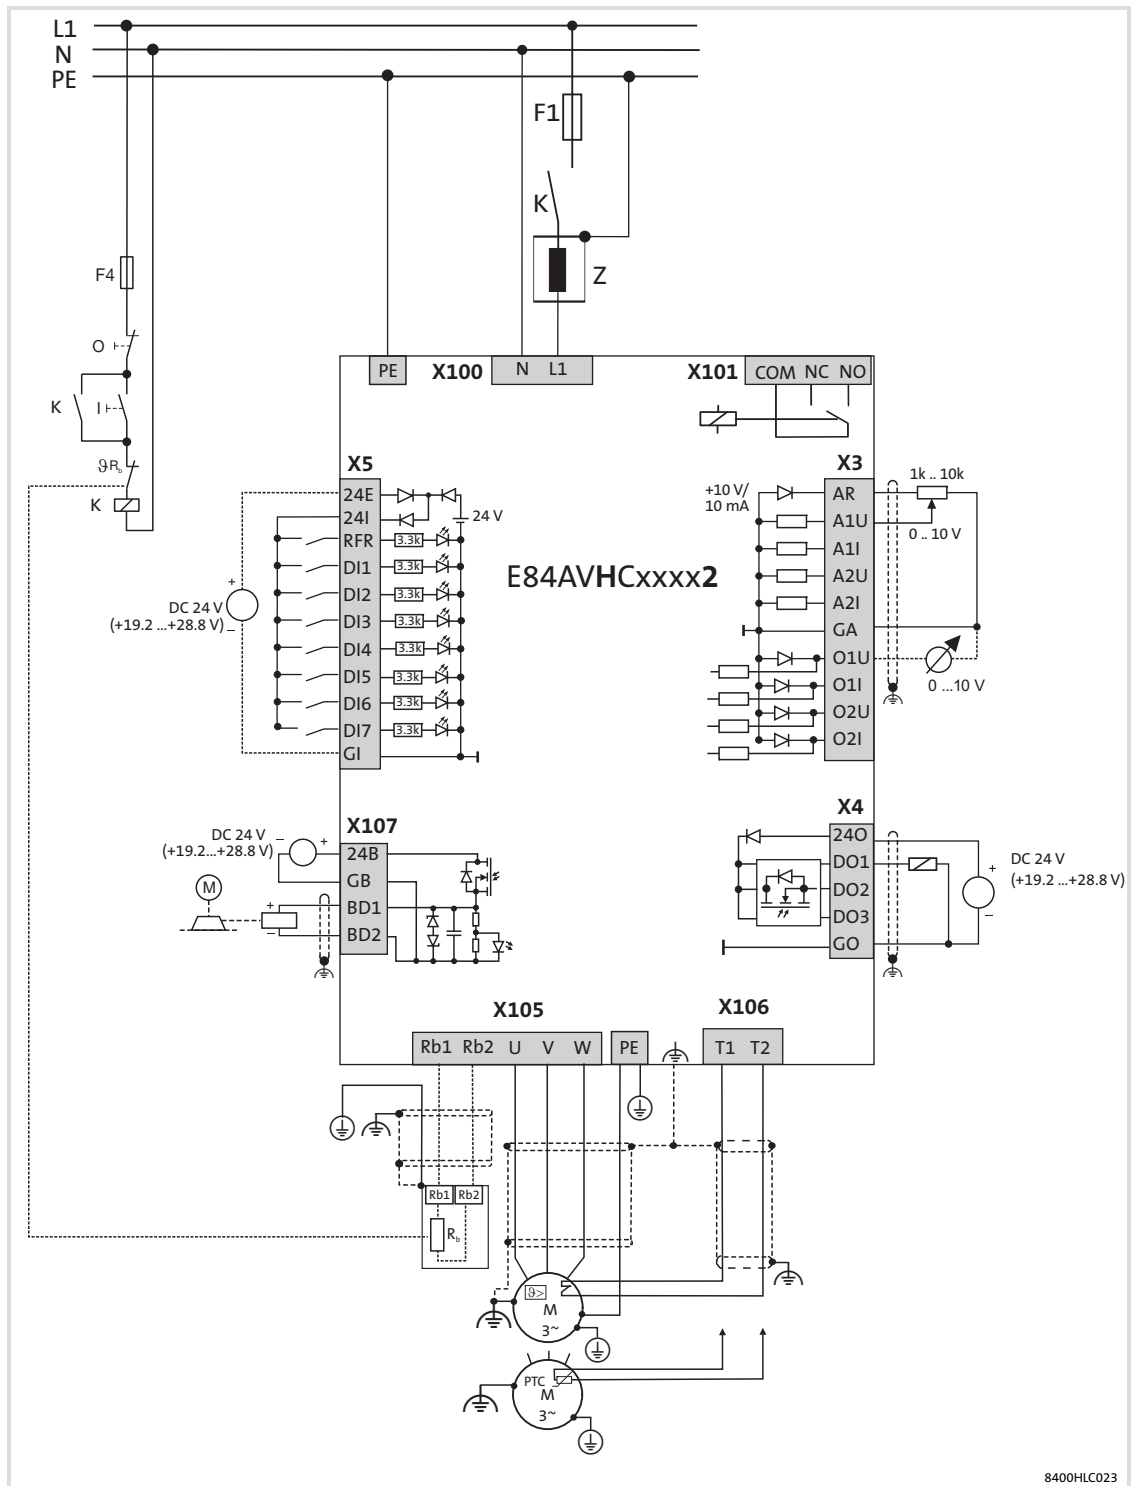 L1
N
PE
F1
K
Z
F4
O
K
I
ϑRb
K
PE
X100
N L1
X101
COM NC NO
X5
24E
24I
RFR
DI1
DI2
DI3
DI4
DI5
DI6
DI7
GI
24 V
3.3k
3.3k
3.3k
3.3k
3.3k
3.3k
3.3k
3.3k
+
DC 24 V
(+19.2 ...+28.8 V)
–
E84AVHCxxxx2
X3
+10 V/
10 mA
AR
A1U
A1I
A2U
A2I
GA
O1U
O1I
O2U
O2I
1k .. 10k
0 .. 10 V
0 ...10 V
X107
DC 24 V
(+19.2...+28.8 V)
– +
24B
GB
BD1
BD2
M
+
–
X4
24O
DO1
DO2
DO3
GO
+
DC 24 V
(+19.2 ...+28.8 V)
–
X105
Rb1 Rb2 U V W
PE
X106
T1 T2
Rb1 Rb2
Rb
ϑ>
M
3~
PTC
M
3~
8400HLC023